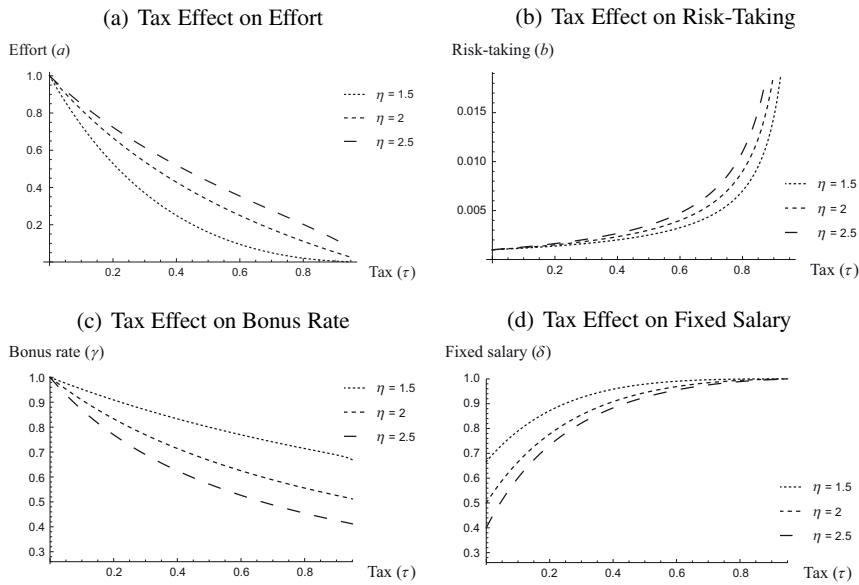 (a) Tax Effect on Effort
Effort (a)
1.0
0.8
0.6
0.4
0.2
0.2
0.4
0.6
0.8
Tax (τ)
η = 1.5
η = 2
η = 2.5
(b) Tax Effect on Risk-Taking
Risk-taking (b)
0.015
0.010
0.005
0.2
0.4
0.6
0.8
Tax (τ)
η = 1.5
η = 2
η = 2.5
(c) Tax Effect on Bonus Rate
Bonus rate (γ)
1.0
0.9
0.8
0.7
0.6
0.5
0.4
0.3
0.2
0.4
0.6
0.8
Tax (τ)
η = 1.5
η = 2
η = 2.5
(d) Tax Effect on Fixed Salary
Fixed salary (δ)
1.0
0.9
0.8
0.7
0.6
0.5
0.4
0.3
0.2
0.4
0.6
0.8
Tax (τ)
η = 1.5
η = 2
η = 2.5